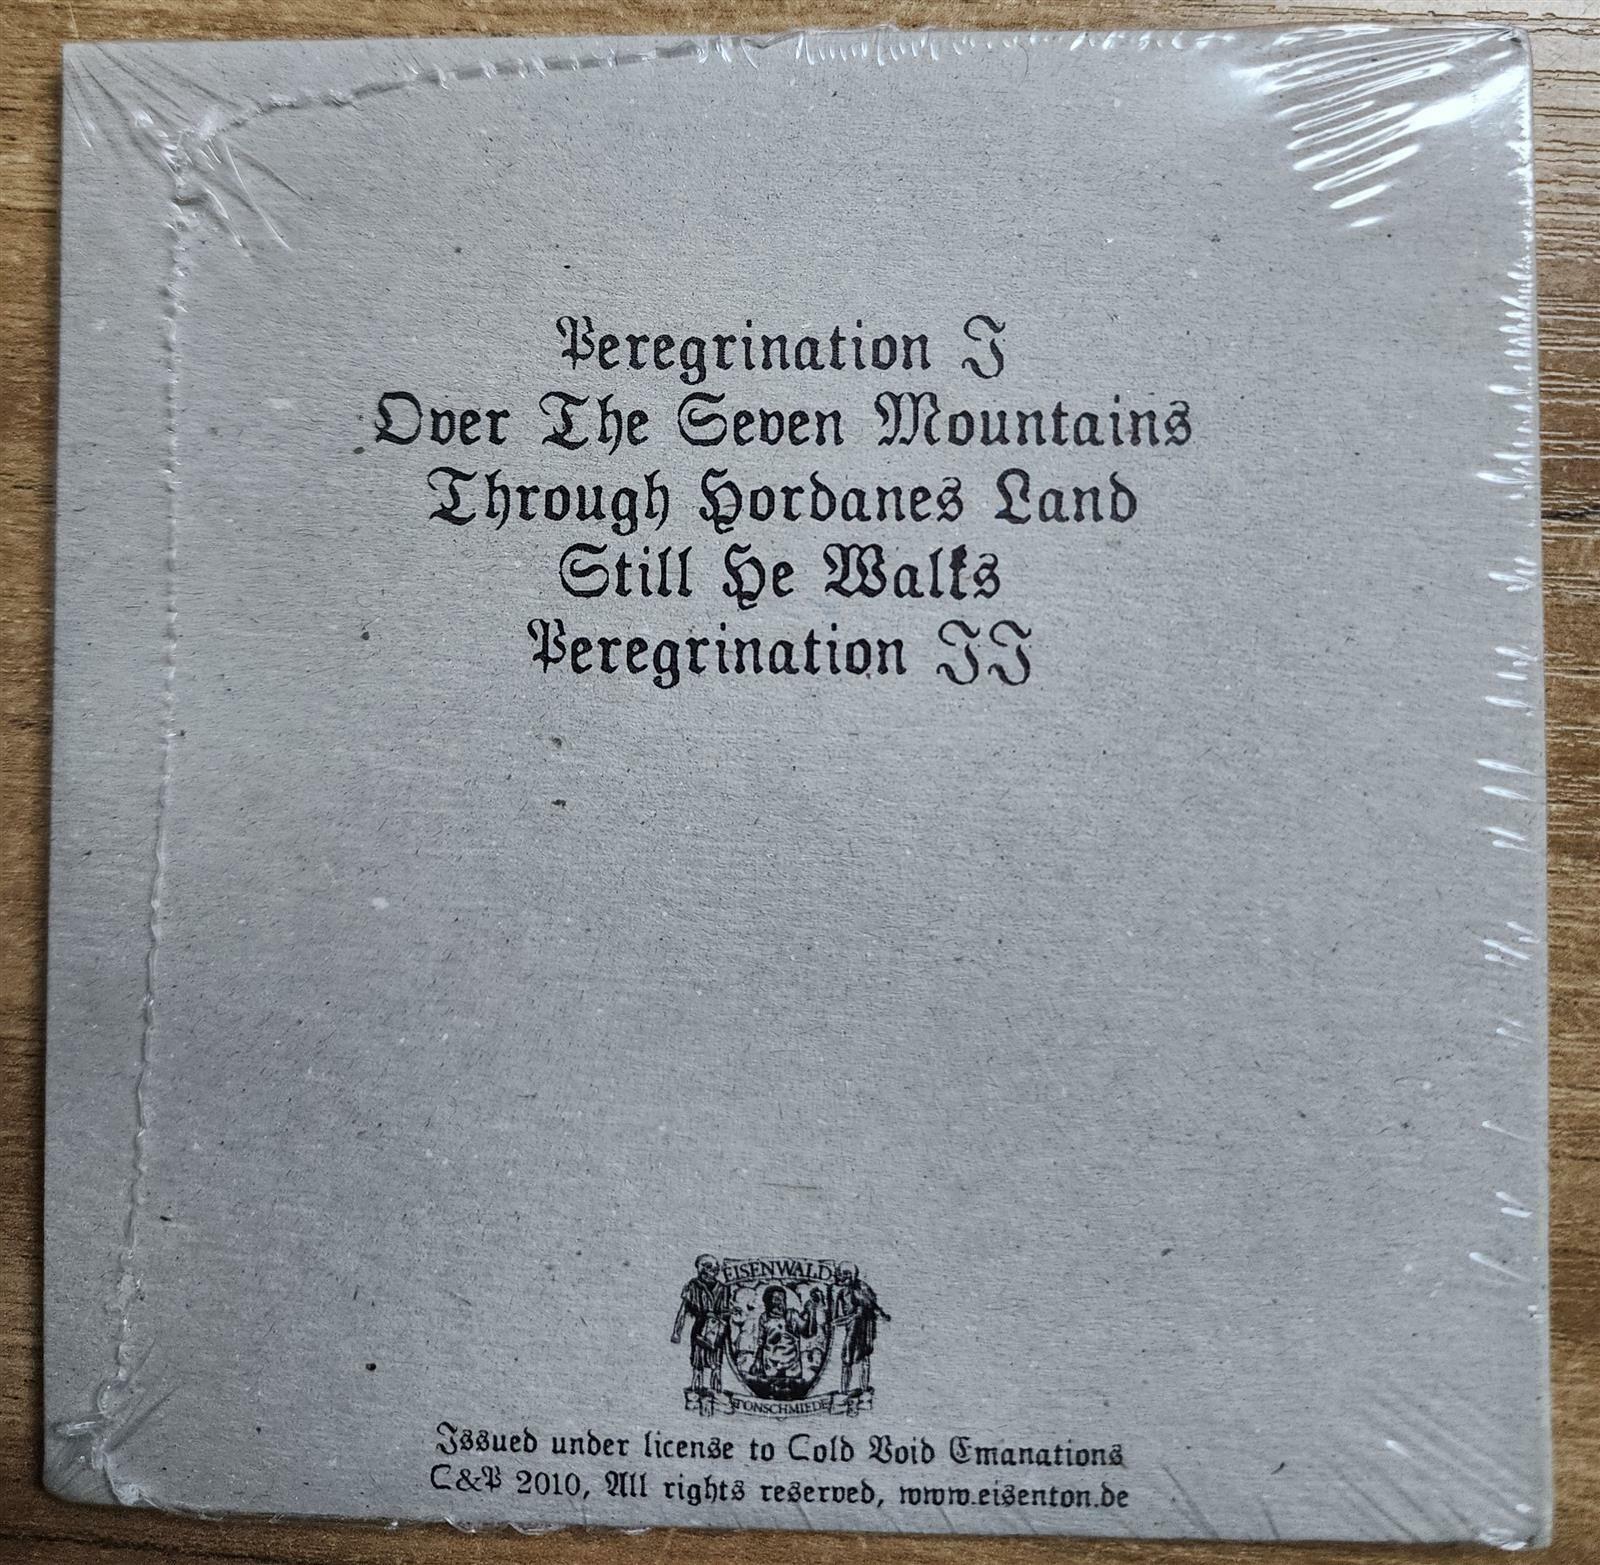 Peregrination I
Over The Seven Mountains
Through Hordanes Land
Still He Walks
Peregrination II
EISENWALD
TONSCHMIEDE
Issued under license to Cold Void Emanations
C&P 2010, All rights reserved, www.eisenton.de